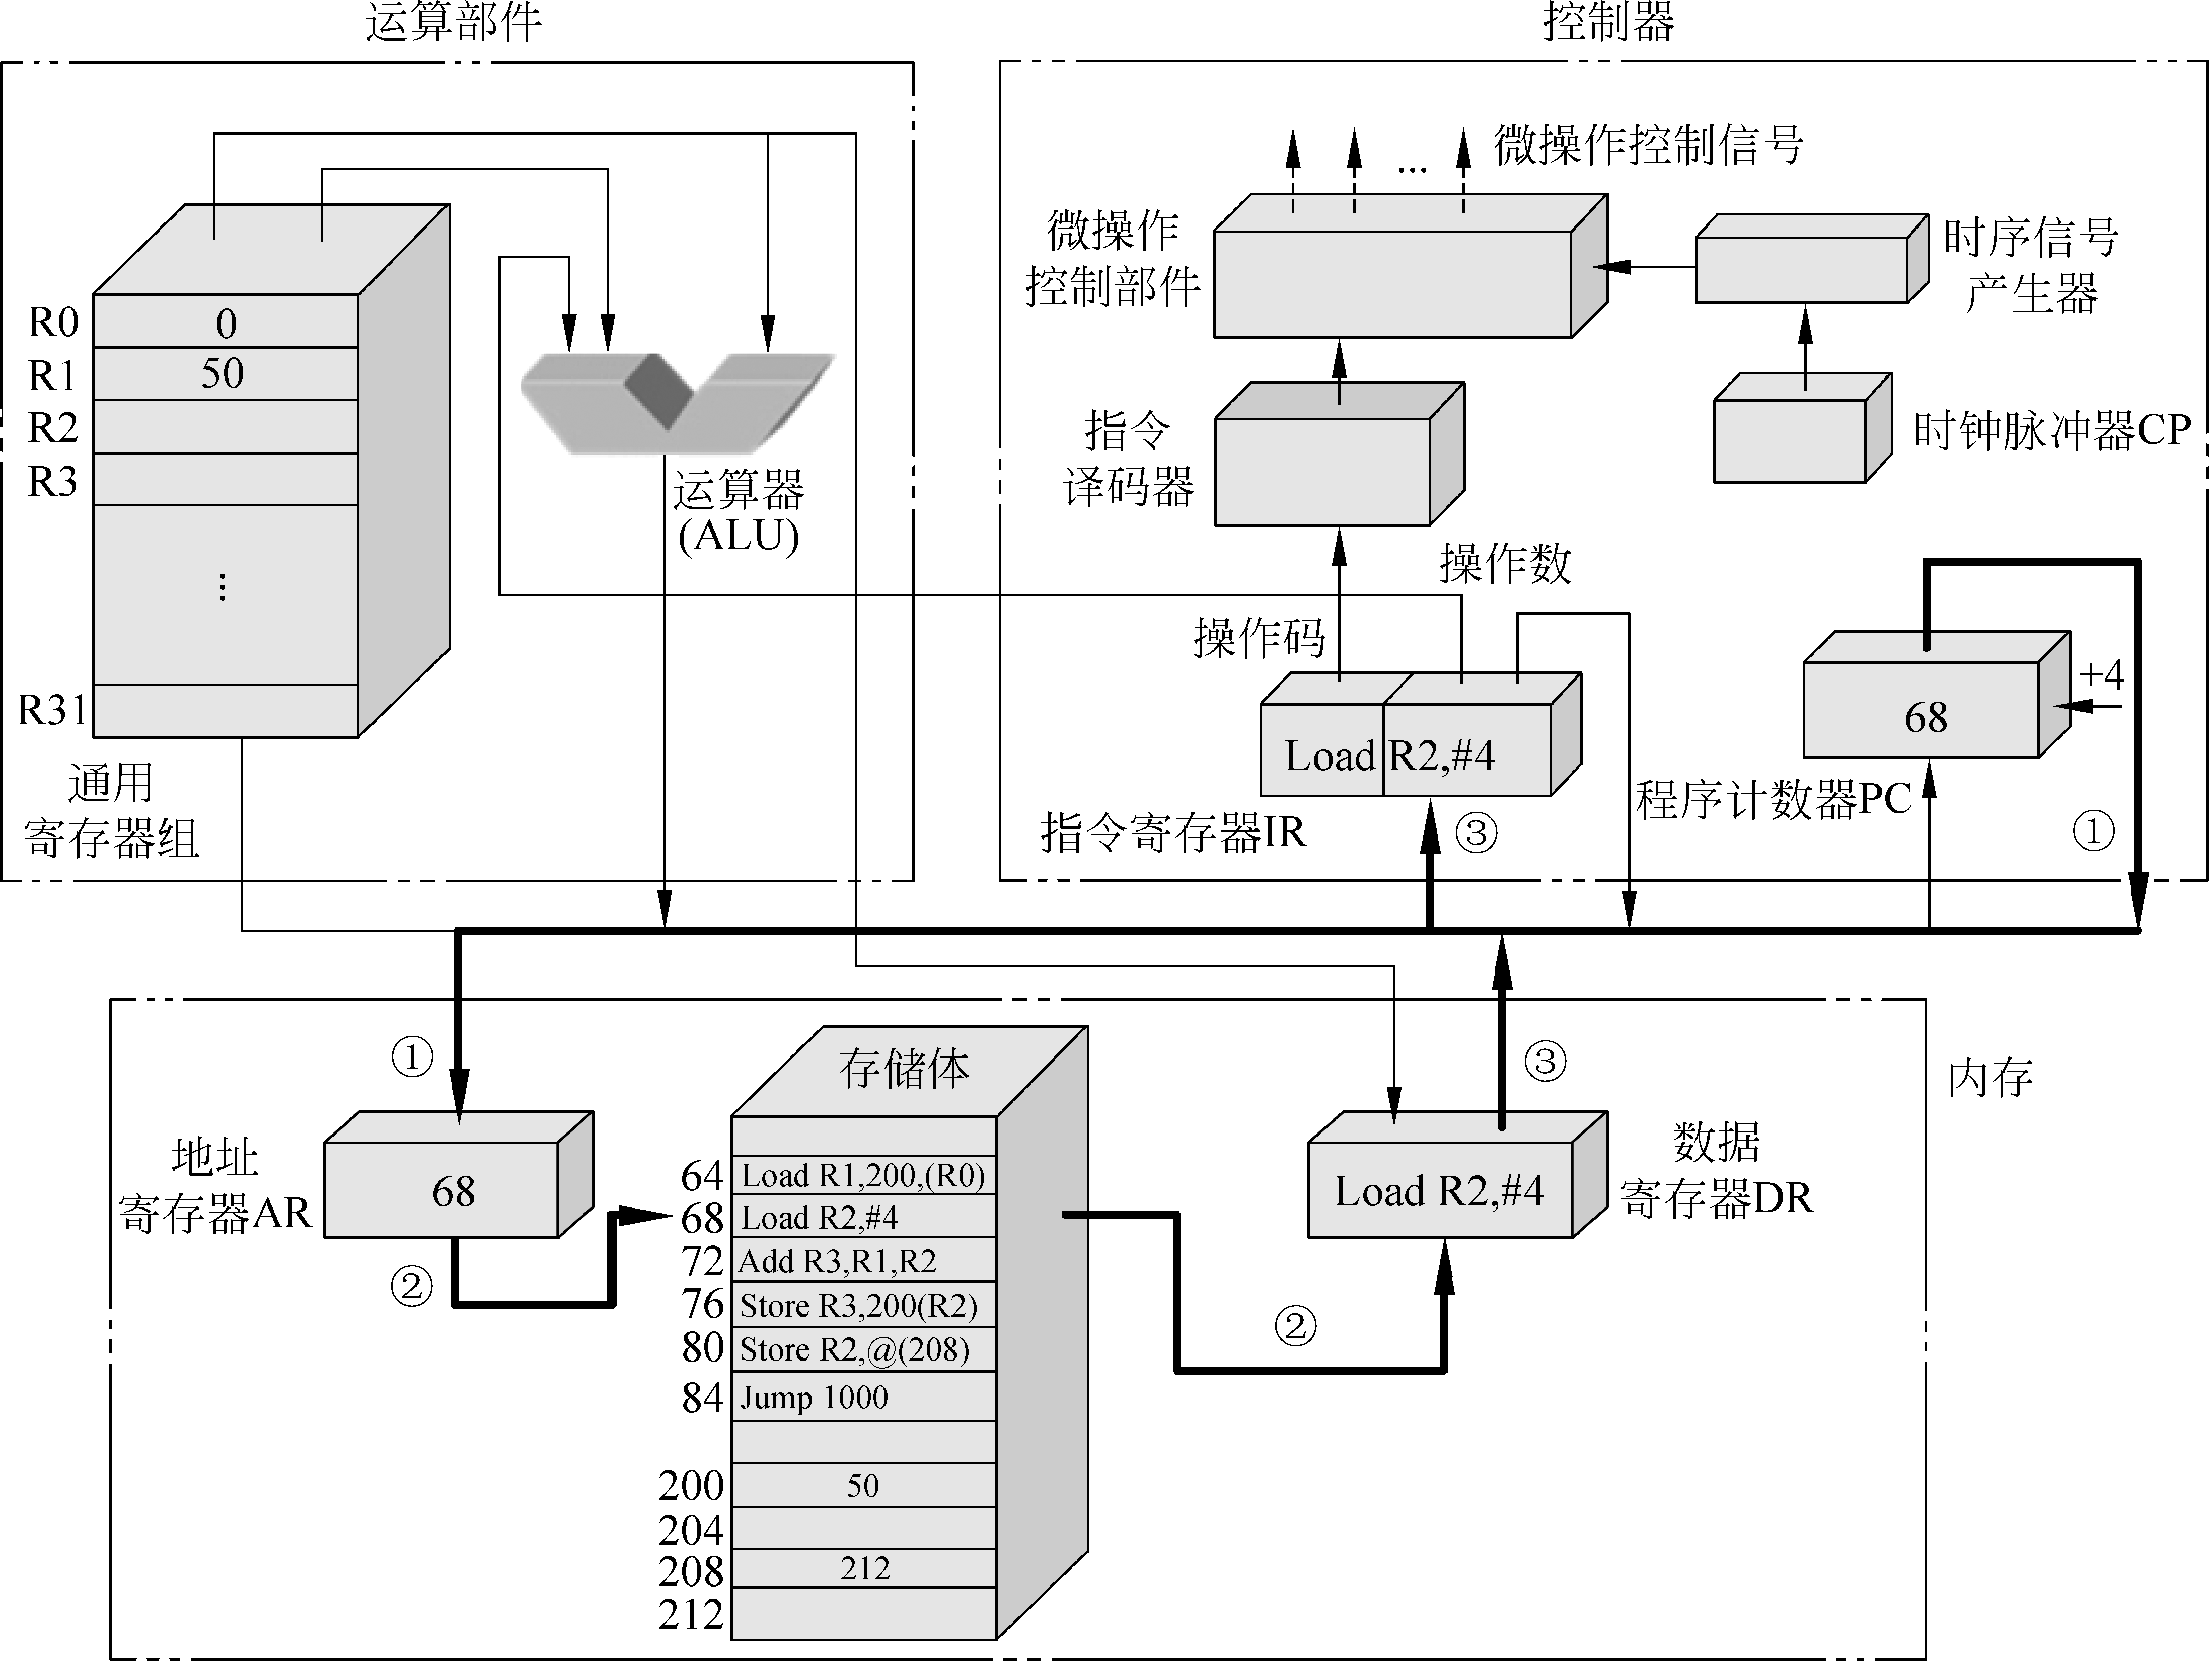 运算部件
控制器
微操作控制信号
...
微操作
控制部件
时序信号
产生器
时钟脉冲器CP
指令
译码器
操作数
操作码
R0
0
R1
50
R2
R3
⋮
R31
通用
寄存器组
运算器
(ALU)
Load R2,#4
指令寄存器IR
③
68
+4
程序计数器PC
①
①
地址
寄存器AR
68
②
存储体
64 Load R1,200,(R0)
68 Load R2,#4
72 Add R3,R1,R2
76 Store R3,200(R2)
80 Store R2,@(208)
84 Jump 1000
200 50
204
208 212
212
②
③
Load R2,#4
数据
寄存器DR
内存